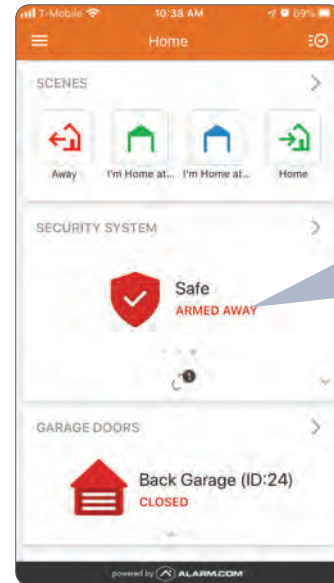 T-Mobile 10:38 AM 69%
Home
SCENES
Away I'm Home at... I'm Home at... Home
SECURITY SYSTEM
Safe
ARMED AWAY
1
GARAGE DOORS
Back Garage (ID:24)
CLOSED
powered by ALARM.COM